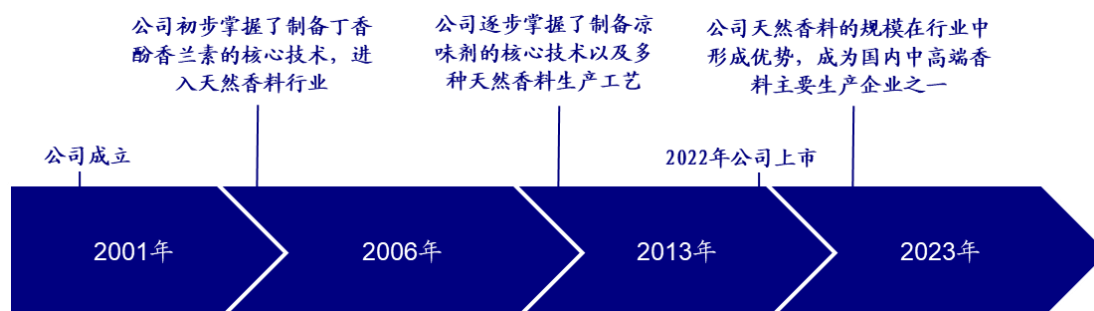 公司初步掌握了制备丁香
酚香兰素的核心技术，进
入天然香料行业
公司逐步掌握了制备凉
味剂的核心技术以及多
种天然香料生产工艺
公司天然香料的规模在行业中
形成优势，成为国内中高端香
料主要生产企业之一
公司成立
2022年公司上市
2001年
2006年
2013年
2023年